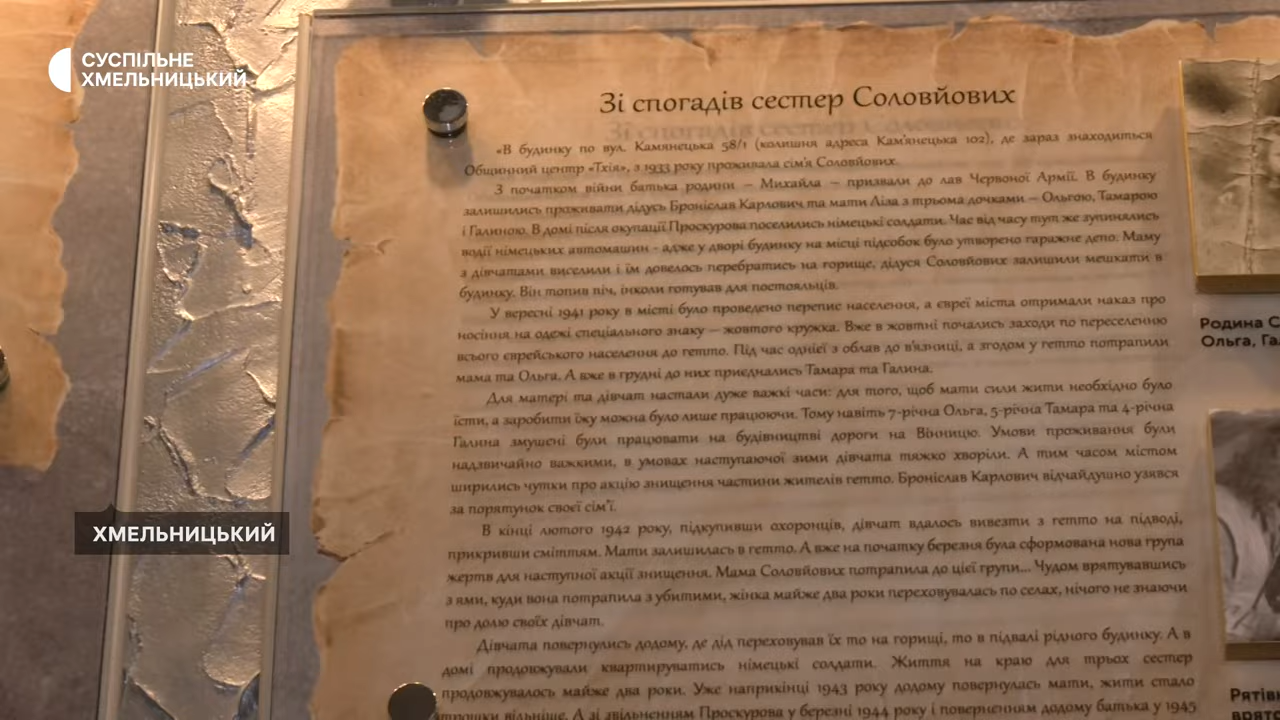 СУСПІЛЬНЕ
ХМЕЛЬНИЦЬКИЙ
Зі спогадів сестер Соловйових
«В будинку по вул. Камянецька 58/1 (колишня адреса Кам'янецька 102), де зараз знаходиться
Общинний центр «Тхія», з 1933 року проживала сім'я Соловйових.
З початком війни батька родини – Михайла – призвали до лав Червоної Армії. В будинку
залишились проживати дідусь Броніслав Карлович та мати Ліза з трьома дочками – Ольгою, Тамарою
і Галиною. В домі після окупації Проскурова поселились німецькі солдати. Час від часу тут же зупинялись
водії німецьких автомашин - адже у дворі будинку на місці підсобок було утворено гаражне депо. Маму
з дівчатами виселили і їм довелось перебратись на горище, дідуся Соловйових залишили мешкати в
будинку. Він топив піч, інколи готував для постояльців.
У вересні 1941 року в місті було проведено перепис населення, а євреї міста отримали наказ про
носіння на одежі спеціального знаку – жовтого кружка. Вже в жовтні почались заходи по переселенню
всього єврейського населення до гетто. Під час однієї з облав до в'язниці, а згодом у гетто потрапили
мама та Ольга. А вже в грудні до них приєднались Тамара та Галина.
Для матері та дівчат настали дуже важкі часи: для того, щоб мати сили жити необхідно було
їсти, а заробити їжу можна було лише працюючи. Тому навіть 7-річна Ольга, 5-річна Тамара та 4-річна
Галина змушені були працювати на будівництві дороги на Вінницю. Умови проживання були
надзвичайно важкими, в умовах наступаючої зими дівчата тяжко хворіли. А тим часом містом
ширились чутки про акцію знищення частини жителів гетто. Броніслав Карлович відчайдушно узявся
за порятунок своєї сім'ї.
В кінці лютого 1942 року, підкупивши охоронців, дівчат вдалось вивезти з гетто на підводі,
прикривши сміттям. Мати залишилась в гетто. А вже на початку березня була сформована нова група
жертв для наступної акції знищення. Мама Соловйових потрапила до цієї групи... Чудом врятувавшись
з ями, куди вона потрапила з убитими, жінка майже два роки переховувалась по селах, нічого не знаючи
про долю своїх дівчат.
Дівчата повернулись додому, де дід переховував їх то на горищі, то в підвалі рідного будинку. А в
домі продовжували квартируватись німецькі солдати. Життя на краю для трьох сестер
продовжувалось майже два роки. Уже наприкінці 1943 року додому повернулась мати, жити стало
трошки вільніше. А зі звільненням Проскурова у березні 1944 року і поверненням додому батька у 1945
Родина С
Ольга, Га
Рятів
врято
ХМЕЛЬНИЦЬКИЙ